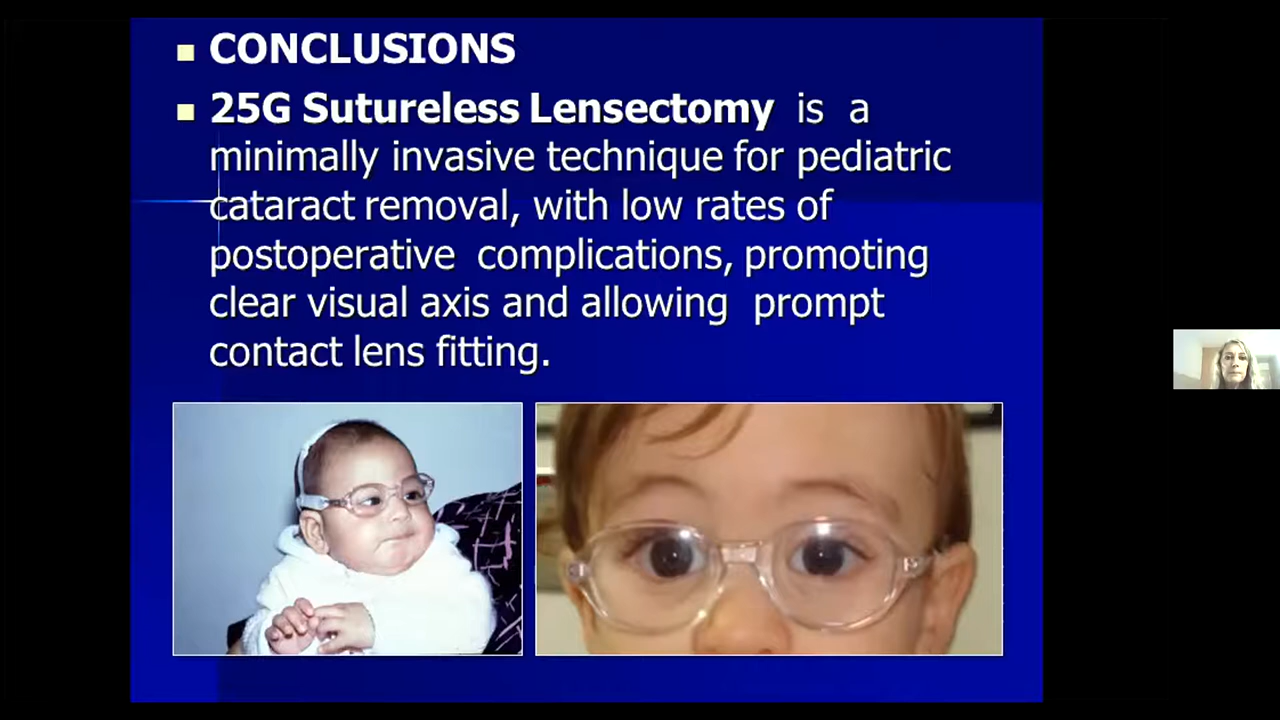 CONCLUSIONS
25G Sutureless Lensectomy is a
minimally invasive technique for pediatric
cataract removal, with low rates of
postoperative complications, promoting
clear visual axis and allowing prompt
contact lens fitting.